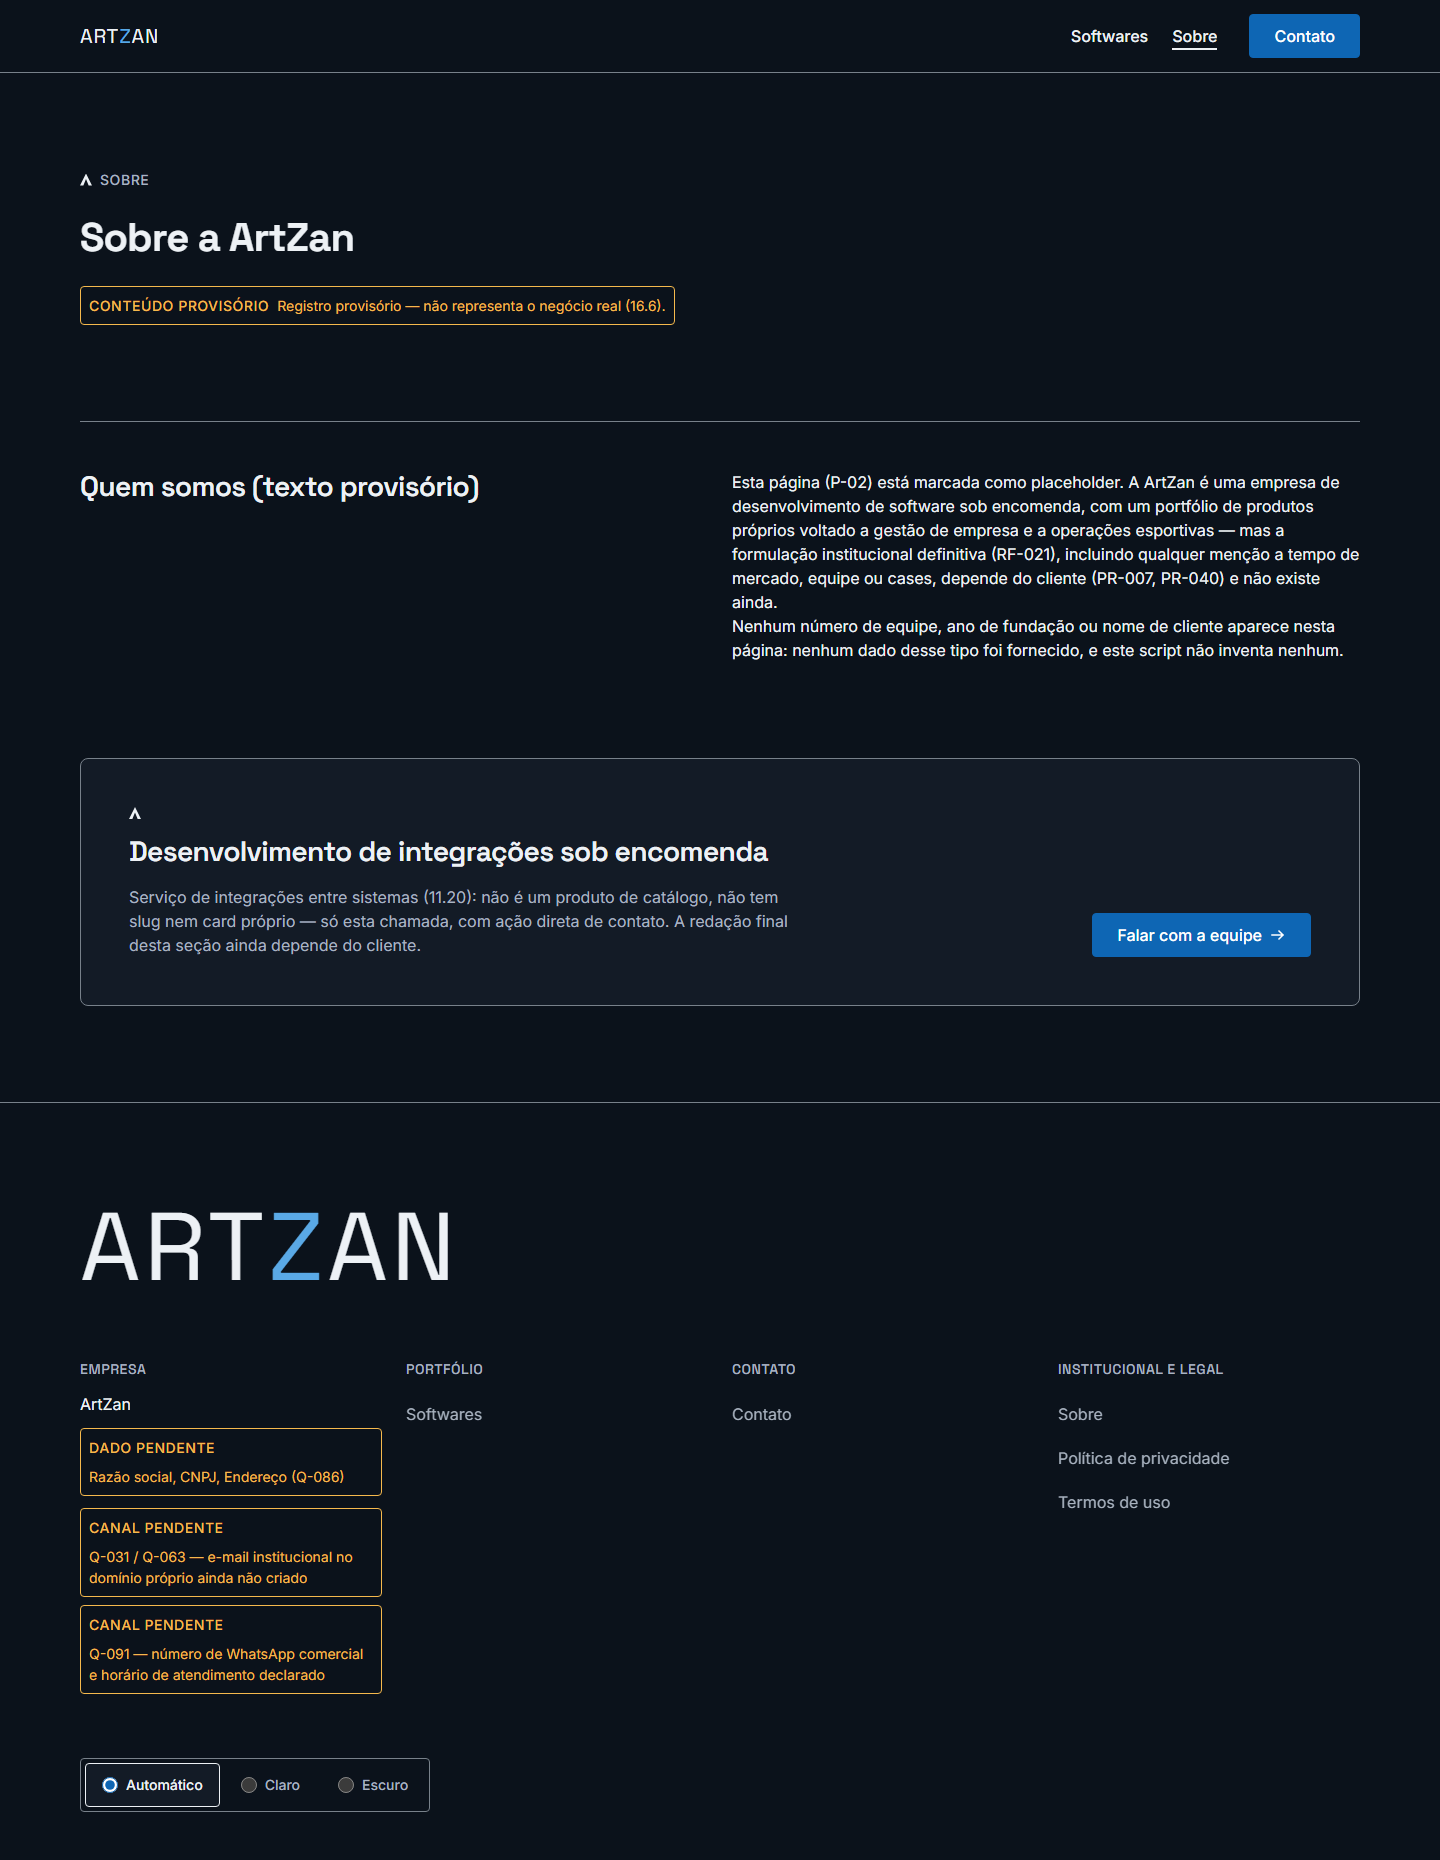 ARTZAN
Softwares
Sobre
Contato
SOBRE
Sobre a ArtZan
CONTEÚDO PROVISÓRIO Registro provisório — não representa o negócio real (16.6).
Quem somos (texto provisório)
Esta página (P-02) está marcada como placeholder. A ArtZan é uma empresa de
desenvolvimento de software sob encomenda, com um portfólio de produtos
próprios voltado a gestão de empresa e a operações esportivas — mas a
formulação institucional definitiva (RF-021), incluindo qualquer menção a tempo de
mercado, equipe ou cases, depende do cliente (PR-007, PR-040) e não existe
ainda.
Nenhum número de equipe, ano de fundação ou nome de cliente aparece nesta
página: nenhum dado desse tipo foi fornecido, e este script não inventa nenhum.
Desenvolvimento de integrações sob encomenda
Serviço de integrações entre sistemas (11.20): não é um produto de catálogo, não tem
slug nem card próprio — só esta chamada, com ação direta de contato. A redação final
desta seção ainda depende do cliente.
Falar com a equipe →
ARTZAN
EMPRESA
ArtZan
DADO PENDENTE
Razão social, CNPJ, Endereço (Q-086)
CANAL PENDENTE
Q-031 / Q-063 — e-mail institucional no
domínio próprio ainda não criado
CANAL PENDENTE
Q-091 — número de WhatsApp comercial
e horário de atendimento declarado
PORTFÓLIO
Softwares
CONTATO
Contato
INSTITUCIONAL E LEGAL
Sobre
Política de privacidade
Termos de uso
Automático
Claro
Escuro